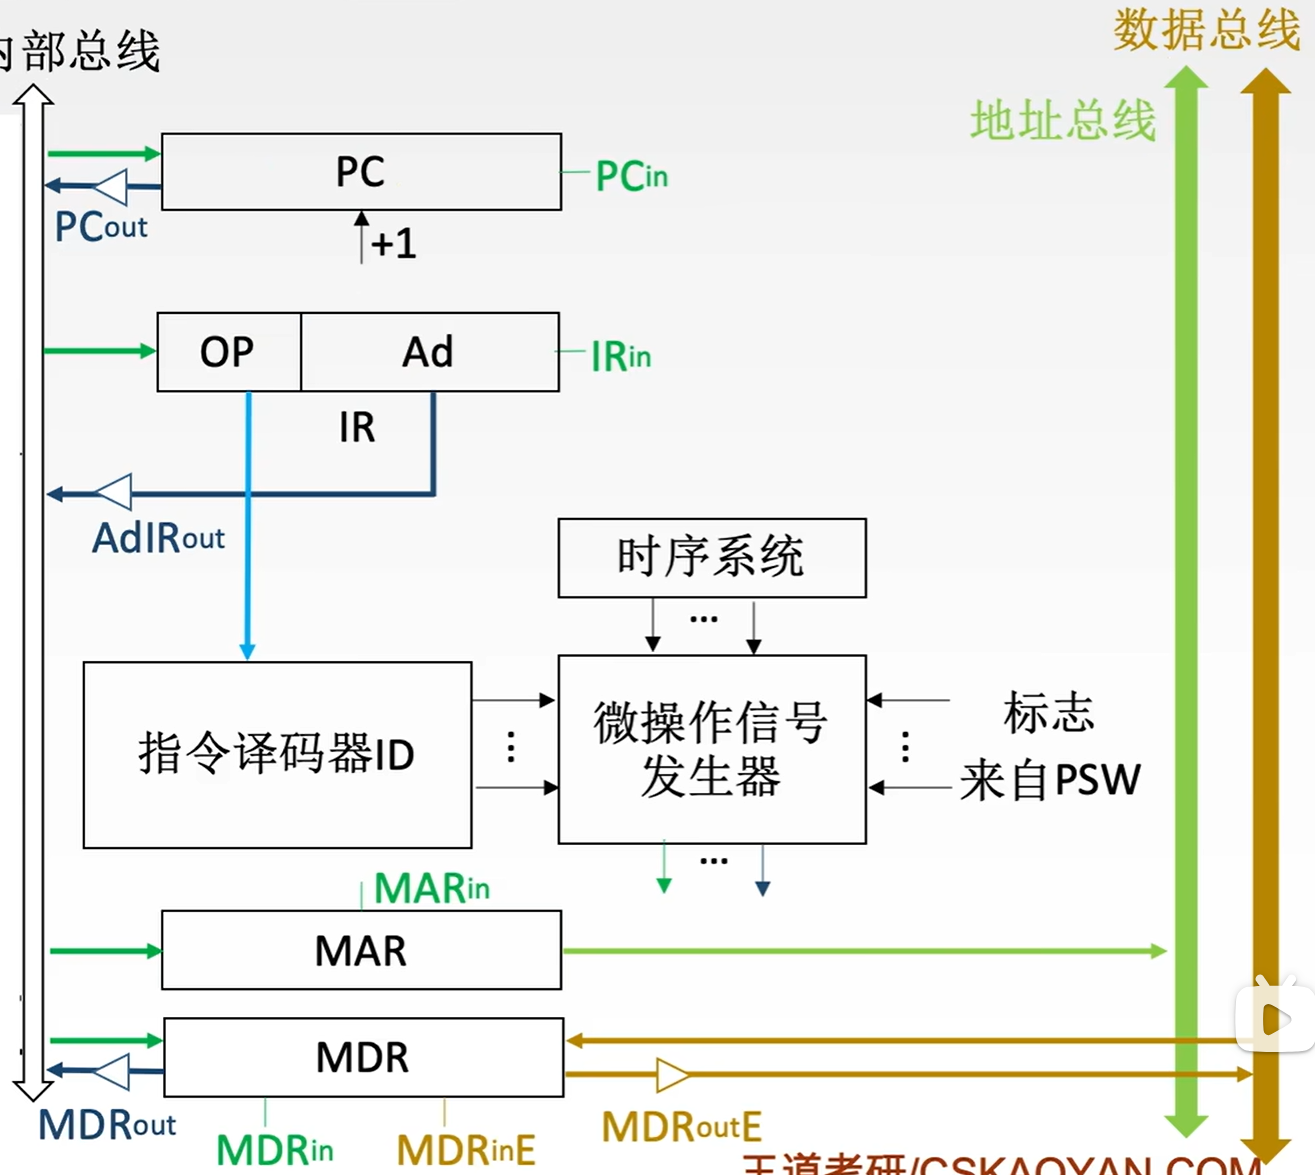 内部总线
数据总线
地址总线
PC
PCin
PCout
+1
OP
Ad
IRin
IR
AdIRout
时序系统
...
指令译码器ID
⋮
微操作信号
发生器
⋮
标志
来自PSW
...
MARin
MAR
MDR
MDRout
MDRin
MDRinE
MDRoutE
王道考研/CSKAOYAN.COM